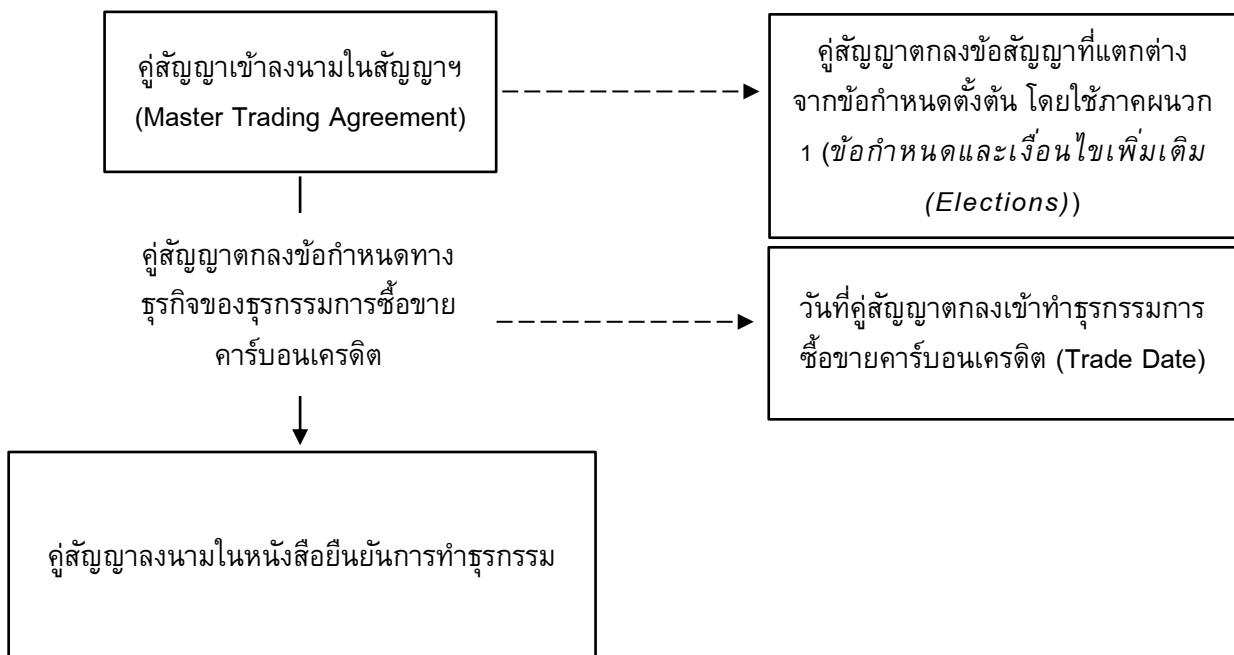 คู่สัญญาเข้าลงนามในสัญญาฯ
(Master Trading Agreement)
คู่สัญญาตกลงข้อสัญญาที่แตกต่าง
จากข้อกำหนดตั้งต้น โดยใช้ภาคผนวก
1 (ข้อกำหนดและเงื่อนไขเพิ่มเติม
(Elections))
คู่สัญญาตกลงข้อกำหนดทาง
ธุรกิจของธุรกรรมการซื้อขาย
คาร์บอนเครดิต
วันที่คู่สัญญาตกลงเข้าทำธุรกรรมการ
ซื้อขายคาร์บอนเครดิต (Trade Date)
คู่สัญญาลงนามในหนังสือยืนยันการทำธุรกรรม